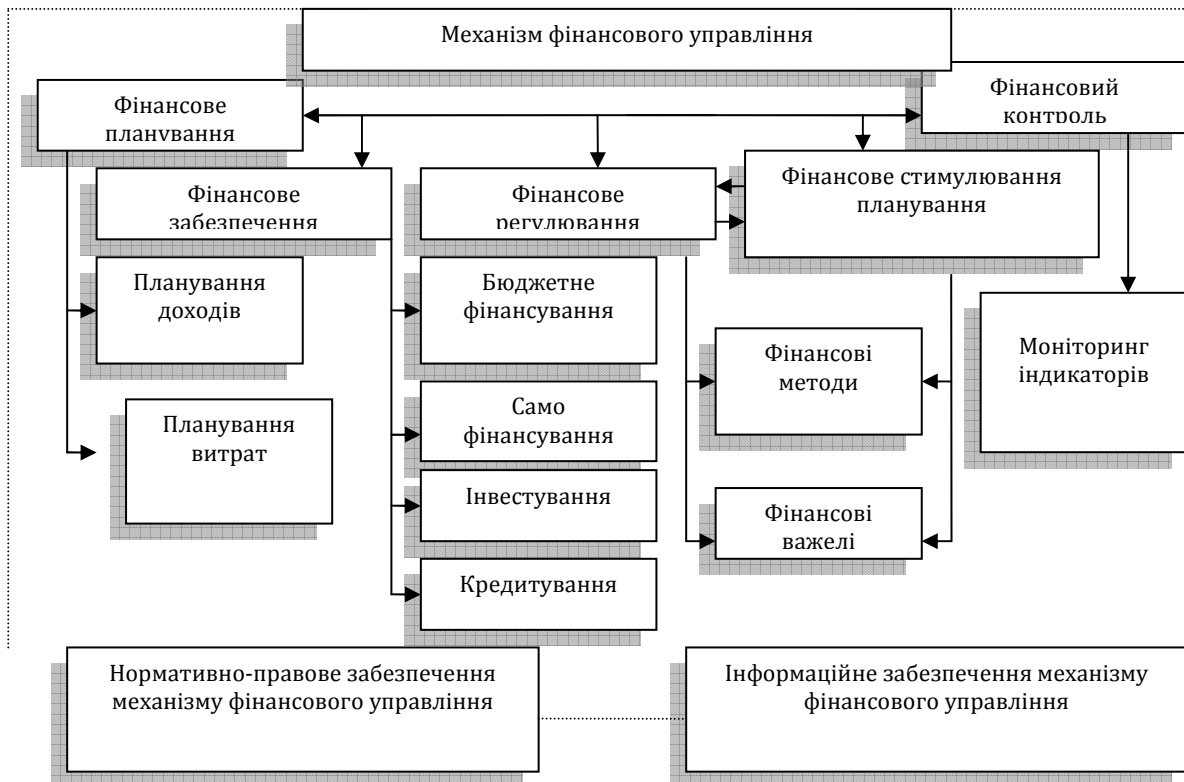 Механізм фінансового управління
Фінансове
планування
Фінансовий
контроль
Фінансове
забезпечення
Фінансове
регулювання
Фінансове стимулювання
планування
Планування
доходів
Бюджетне
фінансування
Фінансові
методи
Моніторинг
індикаторів
Планування
витрат
Само
фінансування
Інвестування
Фінансові
важелі
Кредитування
Нормативно-правове забезпечення
механізму фінансового управління
Інформаційне забезпечення механізму
фінансового управління